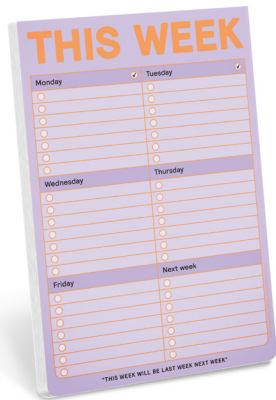 THIS WEEK
Monday
Tuesday
Wednesday
Thursday
Friday
Next week
"THIS WEEK WILL BE LAST WEEK NEXT WEEK"